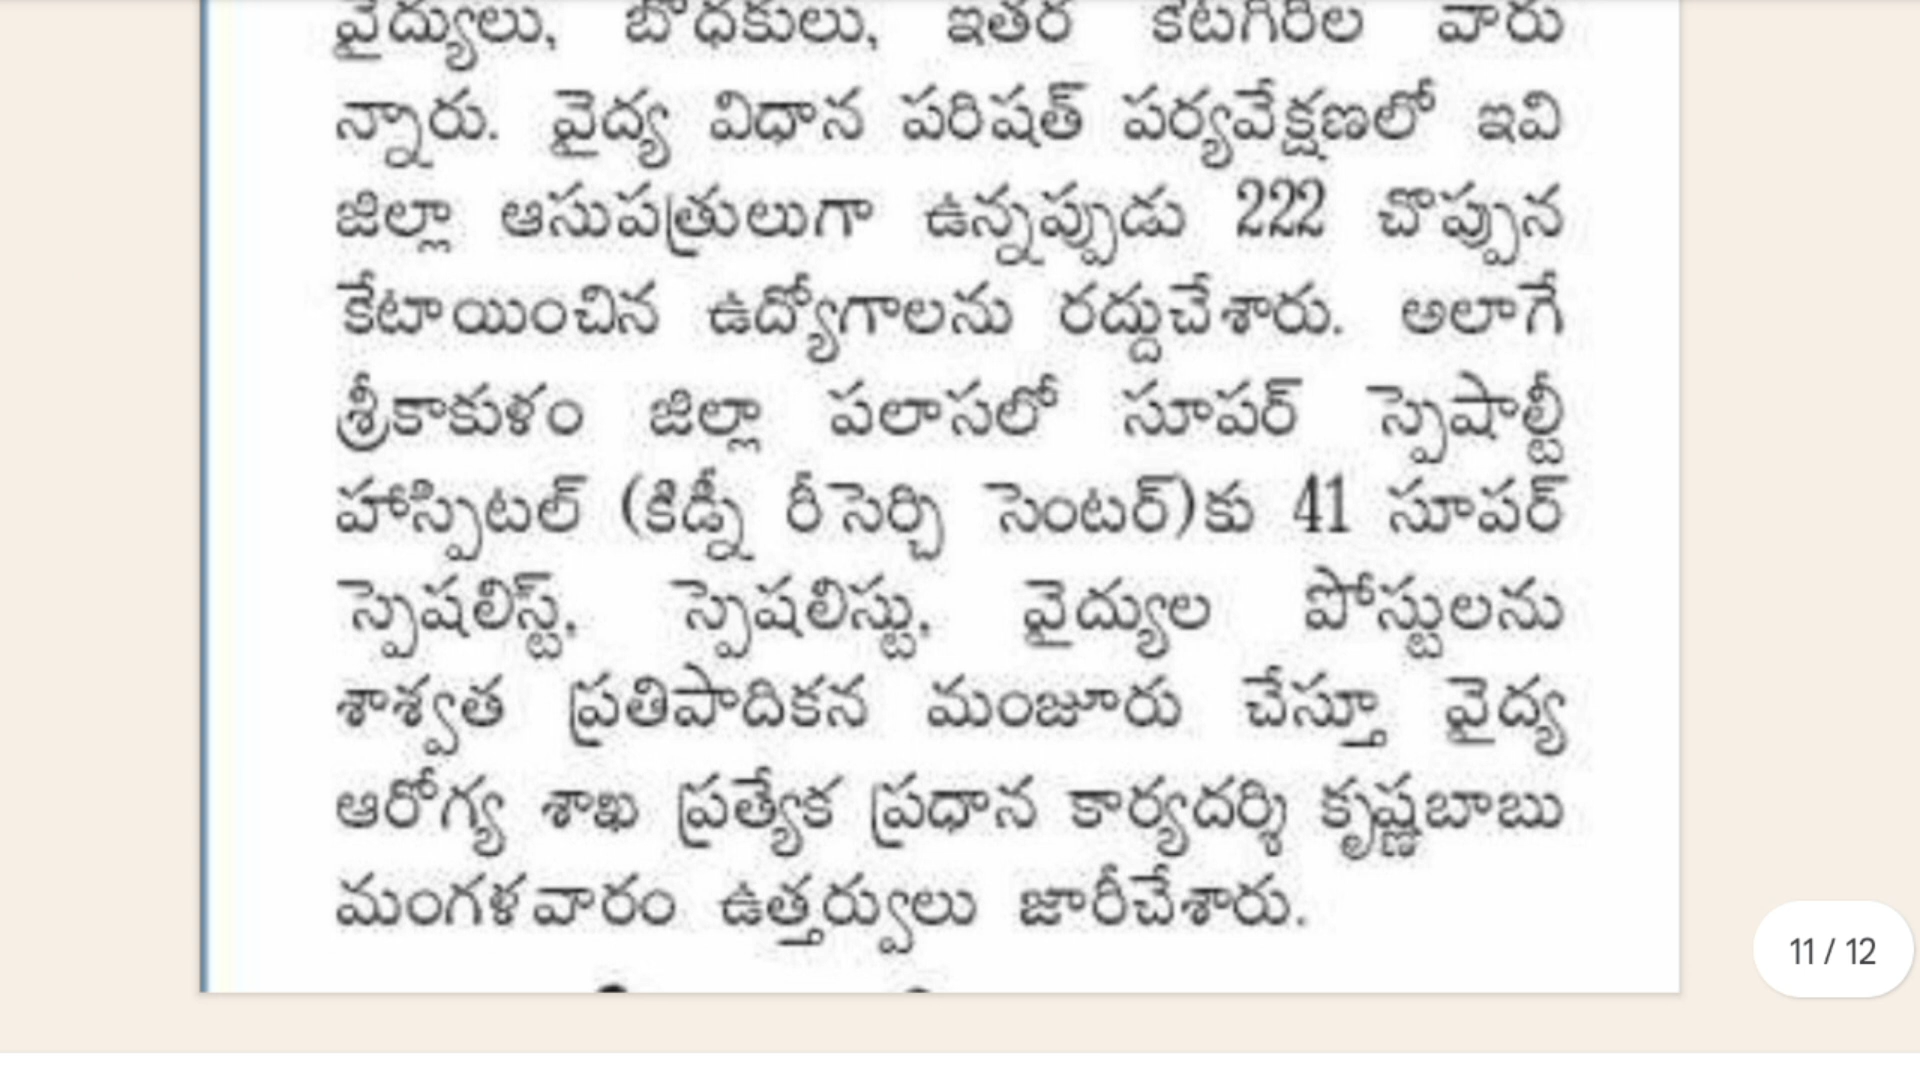 వైద్యులు, బోధకులు, ఇతర కేటగిరీల వారు
న్నారు. వైద్య విధాన పరిషత్ పర్యవేక్షణలో ఇవి
జిల్లా ఆసుపత్రులుగా ఉన్నప్పుడు 222 చొప్పున
కేటాయించిన ఉద్యోగాలను రద్దుచేశారు. అలాగే
శ్రీకాకుళం జిల్లా పలాసలో సూపర్ స్పెషాల్టీ
హాస్పిటల్ (కిడ్నీ రీసెర్చి సెంటర్)కు 41 సూపర్
స్పెషలిస్ట్, స్పెషలిస్టు, వైద్యుల పోస్టులను
శాశ్వత ప్రతిపాదికన మంజూరు చేస్తూ వైద్య
ఆరోగ్య శాఖ ప్రత్యేక ప్రధాన కార్యదర్శి కృష్ణబాబు
మంగళవారం ఉత్తర్వులు జారీచేశారు.
11 / 12